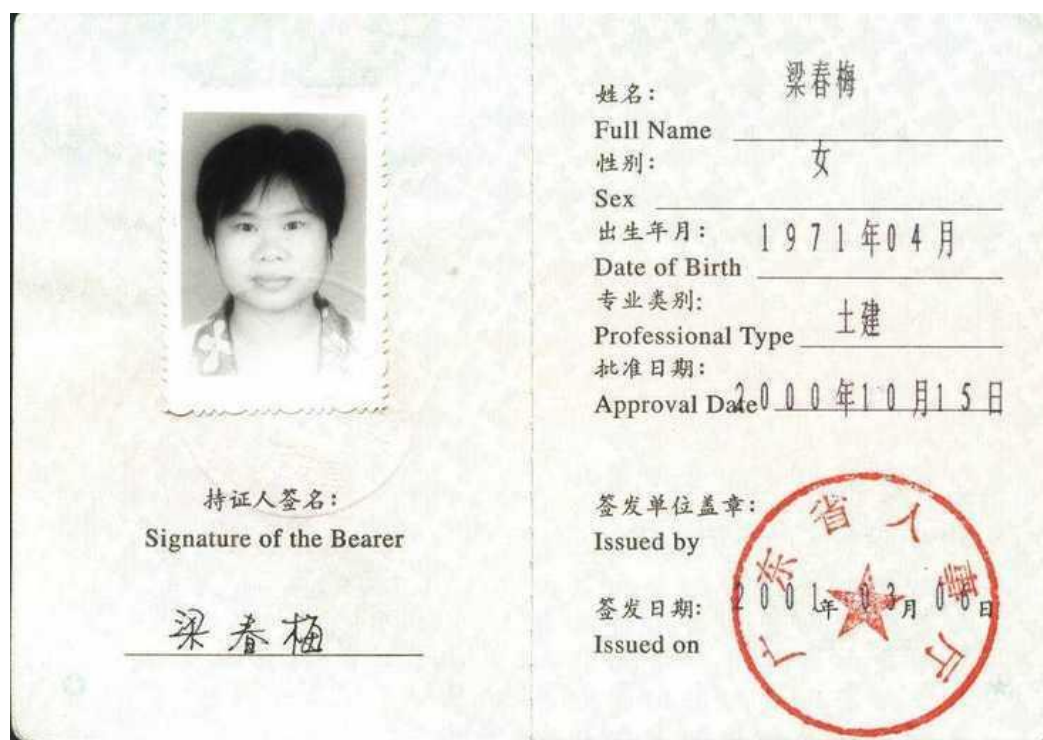 持证人签名:
Signature of the Bearer
梁春梅
姓名: 梁春梅
Full Name
性别: 女
Sex
出生年月: 1971年04月
Date of Birth
专业类别: 土建
Professional Type
批准日期:
Approval Date 2000年10月15日
签发单位盖章:
Issued by
广东省人事厅
签发日期: 2001年03月06日
Issued on